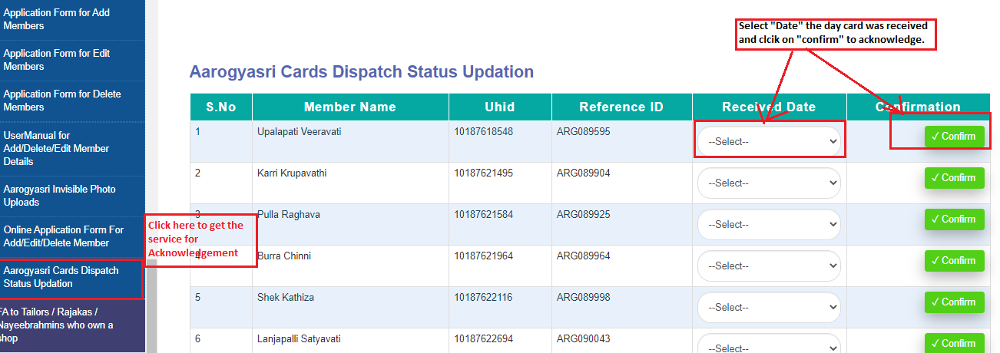 Application Form for Add
Members
Application Form for Edit
Members
Application Form for Delete
Members
UserManual for
Add/Delete/Edit Member
Details
Aarogyasri Invisible Photo
Uploads
Online Application Form For
Add/Edit/Delete Member
Aarogyasri Cards Dispatch
Status Updation
FA to Tailors / Rajakas /
Nayeebrahmins who own a
shop
Click here to get the
service for
Acknowledgement
Select "Date" the day card was received
and clcik on "confirm" to acknowledge.
Aarogyasri Cards Dispatch Status Updation
S.No Member Name Uhid Reference ID Received Date Confirmation
1 Upalapati Veeravati 10187618548 ARG089595 --Select-- ✓ Confirm
2 Karri Krupavathi 10187621495 ARG089904 --Select-- ✓ Confirm
3 Pulla Raghava 10187621584 ARG089925 --Select-- ✓ Confirm
4 Burra Chinni 10187621964 ARG089964 --Select-- ✓ Confirm
5 Shek Kathiza 10187622116 ARG089998 --Select-- ✓ Confirm
6 Lanjapalli Satyavati 10187622694 ARG090043 --Select-- ✓ Confirm